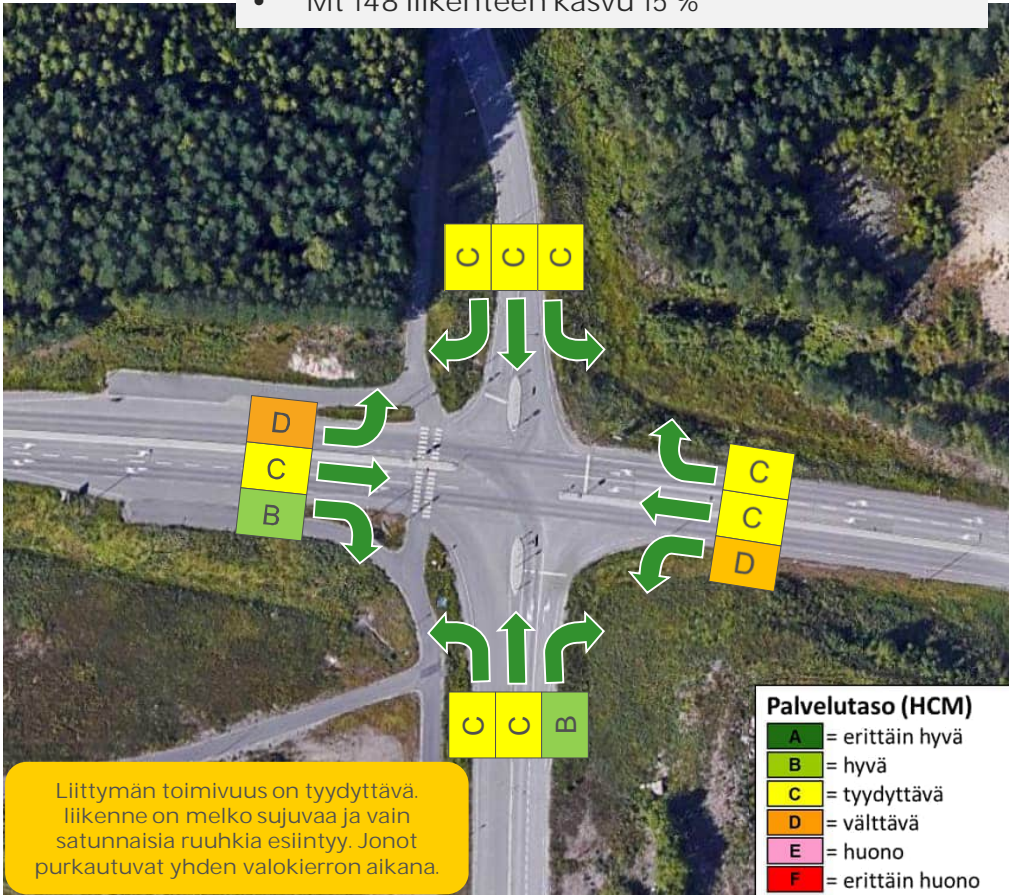 • Mt 148 liikenteen kasvu 15 %
C C C
D
C
B
C
C
D
C C B
Liittymän toimivuus on tyydyttävä.
liikenne on melko sujuvaa ja vain
satunnaisia ruuhkia esiintyy. Jonot
purkautuvat yhden valokierron aikana.
Palvelutaso (HCM)
A = erittäin hyvä
B = hyvä
C = tyydyttävä
D = välttävä
E = huono
F = erittäin huono